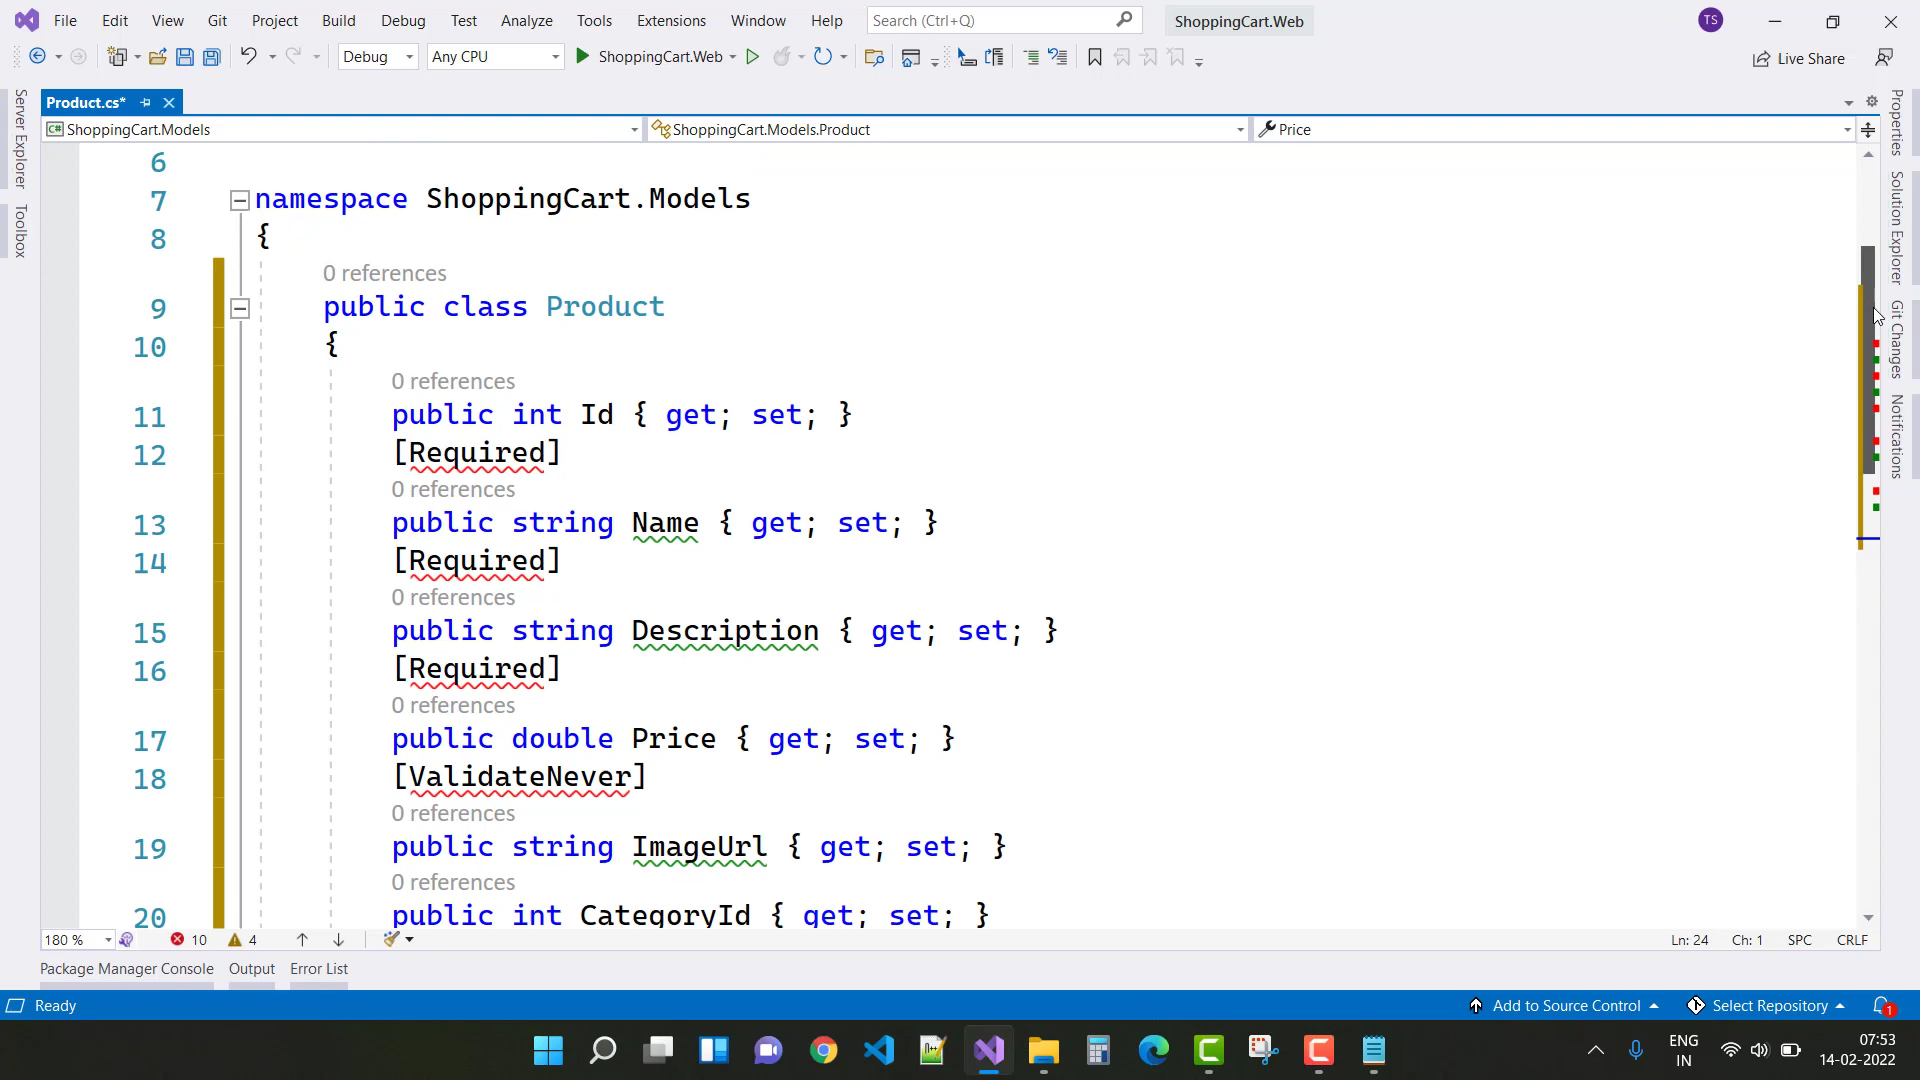 File Edit View Git Project Build Debug Test Analyze Tools Extensions Window Help Search (Ctrl+Q) ShoppingCart.Web TS
Debug Any CPU ShoppingCart.Web Live Share
Product.cs*
C# ShoppingCart.Models ShoppingCart.Models.Product Price
Server Explorer
Toolbox
Properties
Solution Explorer
Git Changes
Notifications
6
7 namespace ShoppingCart.Models
8 {
0 references
9 public class Product
10 {
0 references
11 public int Id { get; set; }
12 [Required]
0 references
13 public string Name { get; set; }
14 [Required]
0 references
15 public string Description { get; set; }
16 [Required]
0 references
17 public double Price { get; set; }
18 [ValidateNever]
0 references
19 public string ImageUrl { get; set; }
0 references
20 public int CategoryId { get; set; }
180 % 10 4 Ln: 24 Ch: 1 SPC CRLF
Package Manager Console Output Error List
Ready Add to Source Control Select Repository 1
ENG 07:53
IN 14-02-2022